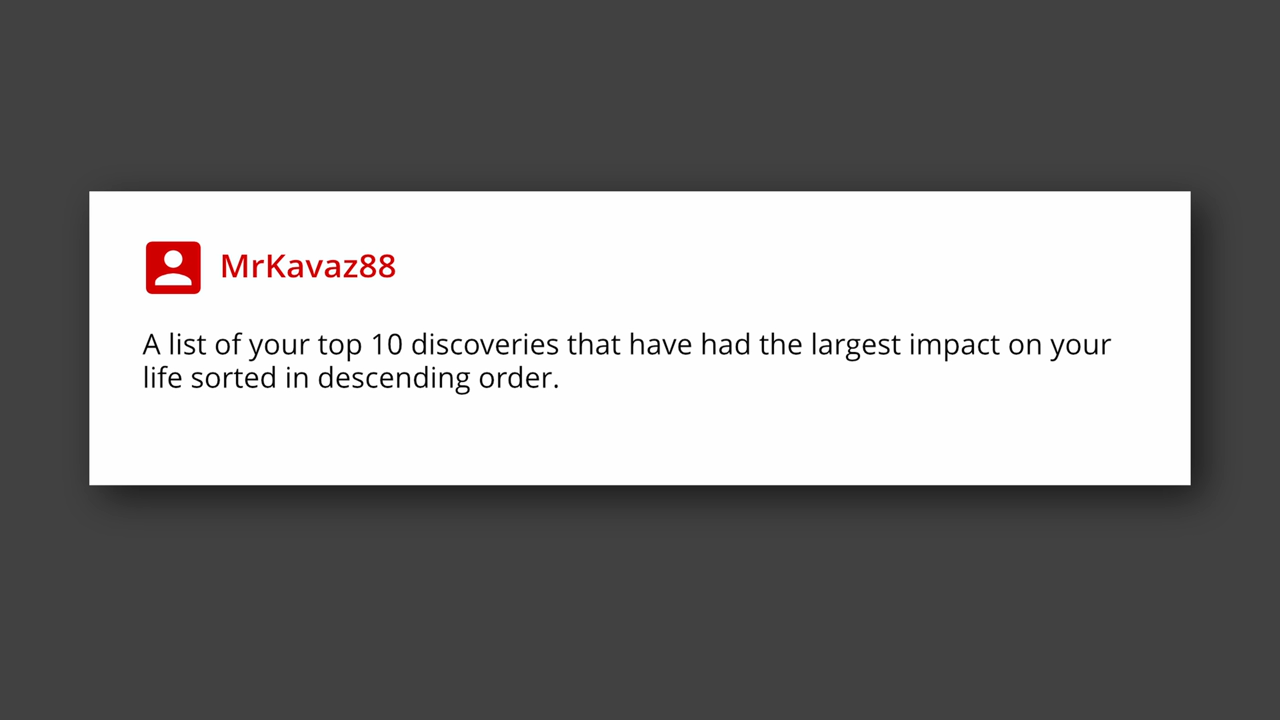 MrKavaz88
A list of your top 10 discoveries that have had the largest impact on your
life sorted in descending order.